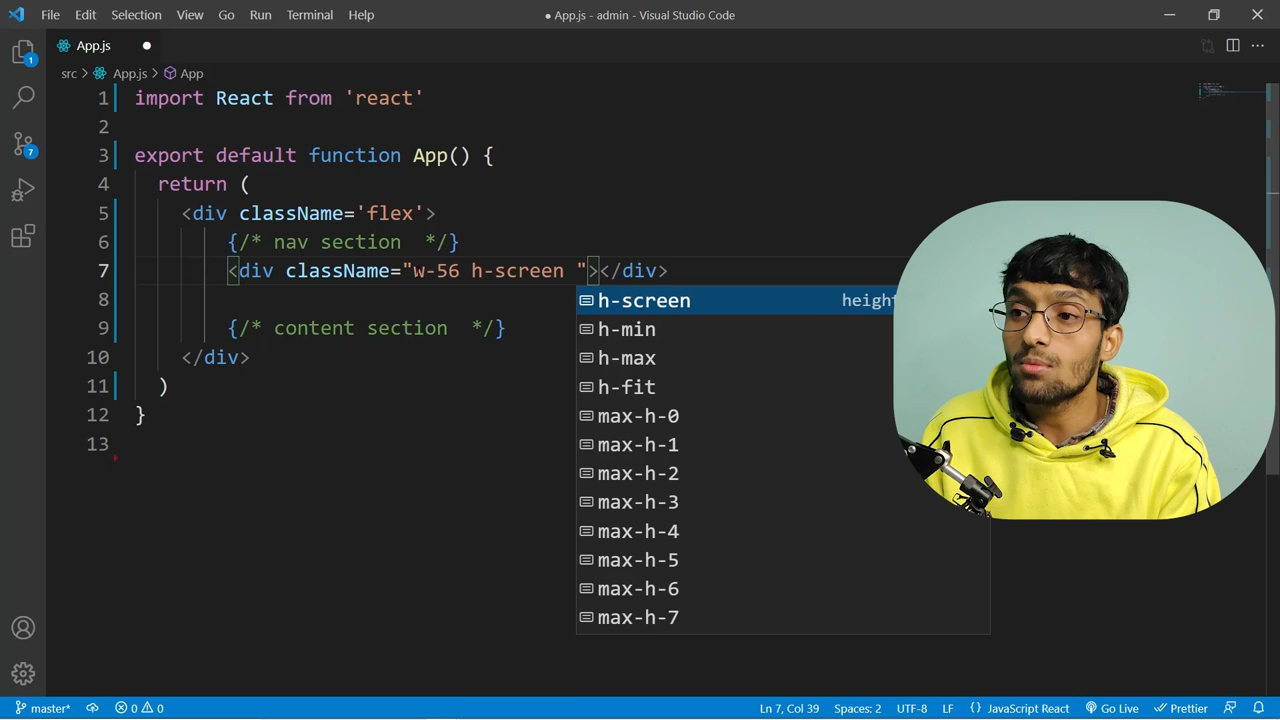 File Edit Selection View Go Run Terminal Help
● App.js - admin - Visual Studio Code
App.js
src > App.js > App
1 import React from 'react'
2
3 export default function App() {
4 return (
5 <div className='flex'>
6 {/* nav section  */}
7 <div className="w-56 h-screen "></div>
8
9 {/* content section  */}
10 </div>
11 )
12 }
13
h-screen height
h-min
h-max
h-fit
max-h-0
max-h-1
max-h-2
max-h-3
max-h-4
max-h-5
max-h-6
max-h-7
1
7
master* 0 0 Ln 7, Col 39 Spaces: 2 UTF-8 LF {} JavaScript React Go Live Prettier